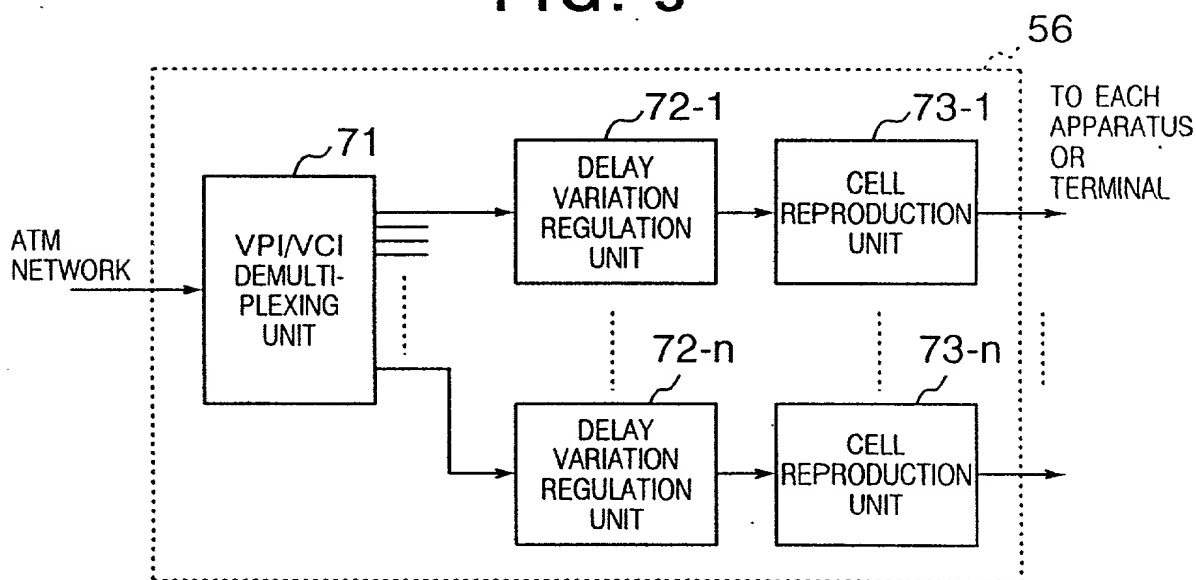 56
ATM
NETWORK
71
VPI/VCI
DEMULTI-
PLEXING
UNIT
72-1
DELAY
VARIATION
REGULATION
UNIT
73-1
CELL
REPRODUCTION
UNIT
TO EACH
APPARATUS
OR
TERMINAL
72-n
DELAY
VARIATION
REGULATION
UNIT
73-n
CELL
REPRODUCTION
UNIT